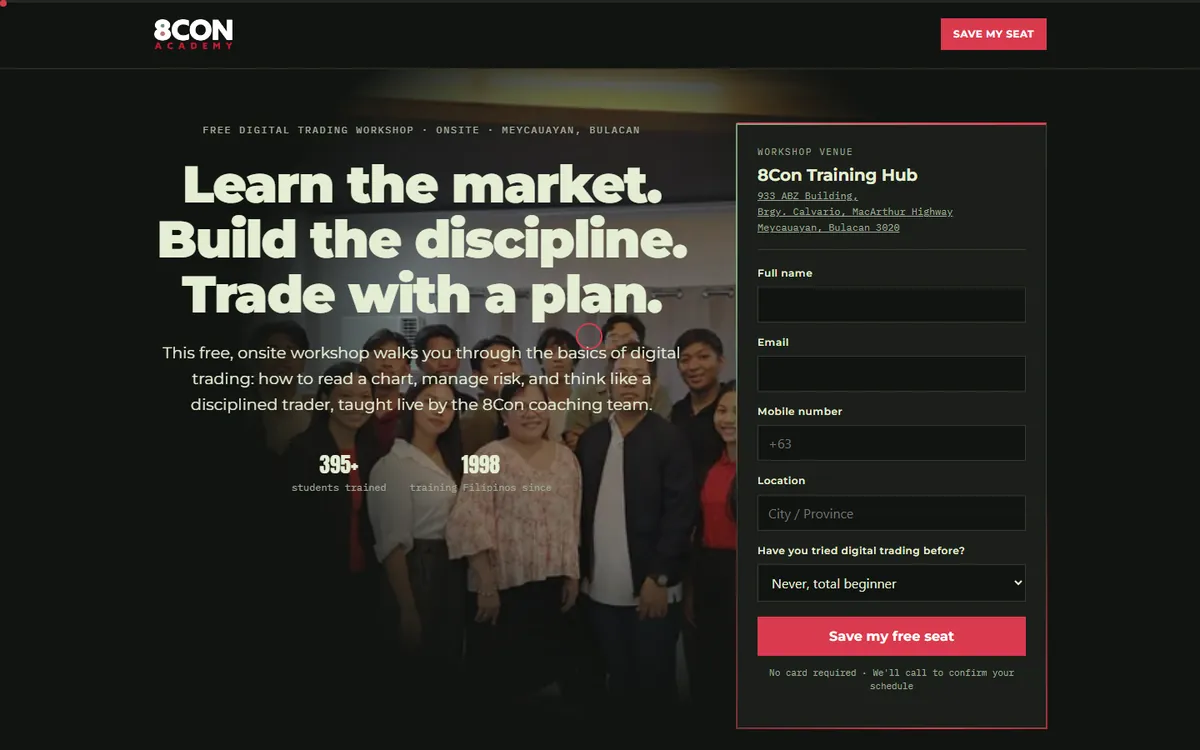 8CON
ACADEMY
SAVE MY SEAT
FREE DIGITAL TRADING WORKSHOP · ONSITE · MEYCAUAYAN, BULACAN
Learn the market.
Build the discipline.
Trade with a plan.
This free, onsite workshop walks you through the basics of digital
trading: how to read a chart, manage risk, and think like a
disciplined trader, taught live by the 8Con coaching team.
395+
students trained
1998
training Filipinos since
WORKSHOP VENUE
8Con Training Hub
933 ABZ Building,
Brgy, Calvario, MacArthur Highway
Meycauayan, Bulacan 3020
Full name
Email
Mobile number
+63
Location
City / Province
Have you tried digital trading before?
Never, total beginner
Save my free seat
No card required · We'll call to confirm your
schedule